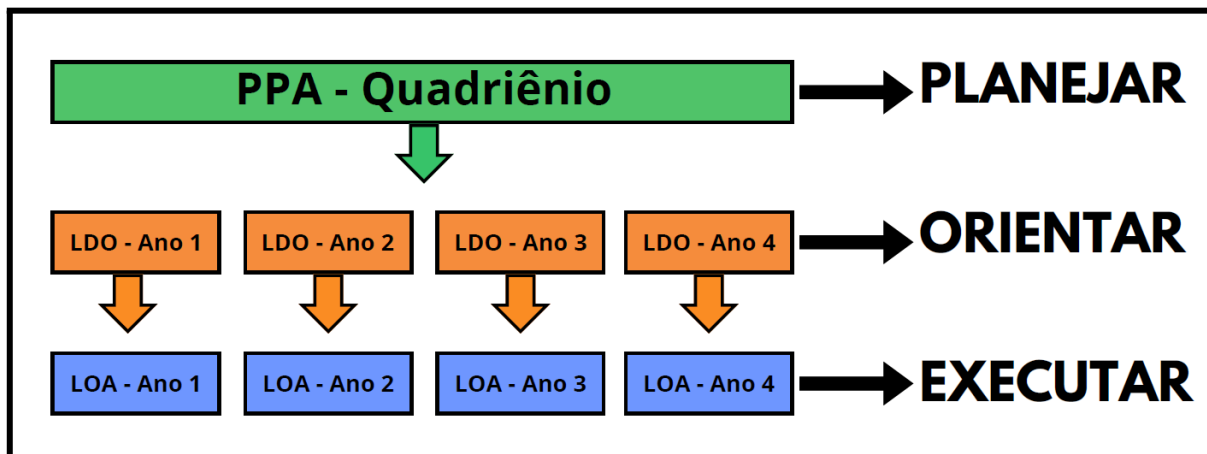 PPA - Quadriênio
PLANEJAR
LDO - Ano 1
LDO - Ano 2
LDO - Ano 3
LDO - Ano 4
ORIENTAR
LOA - Ano 1
LOA - Ano 2
LOA - Ano 3
LOA - Ano 4
EXECUTAR